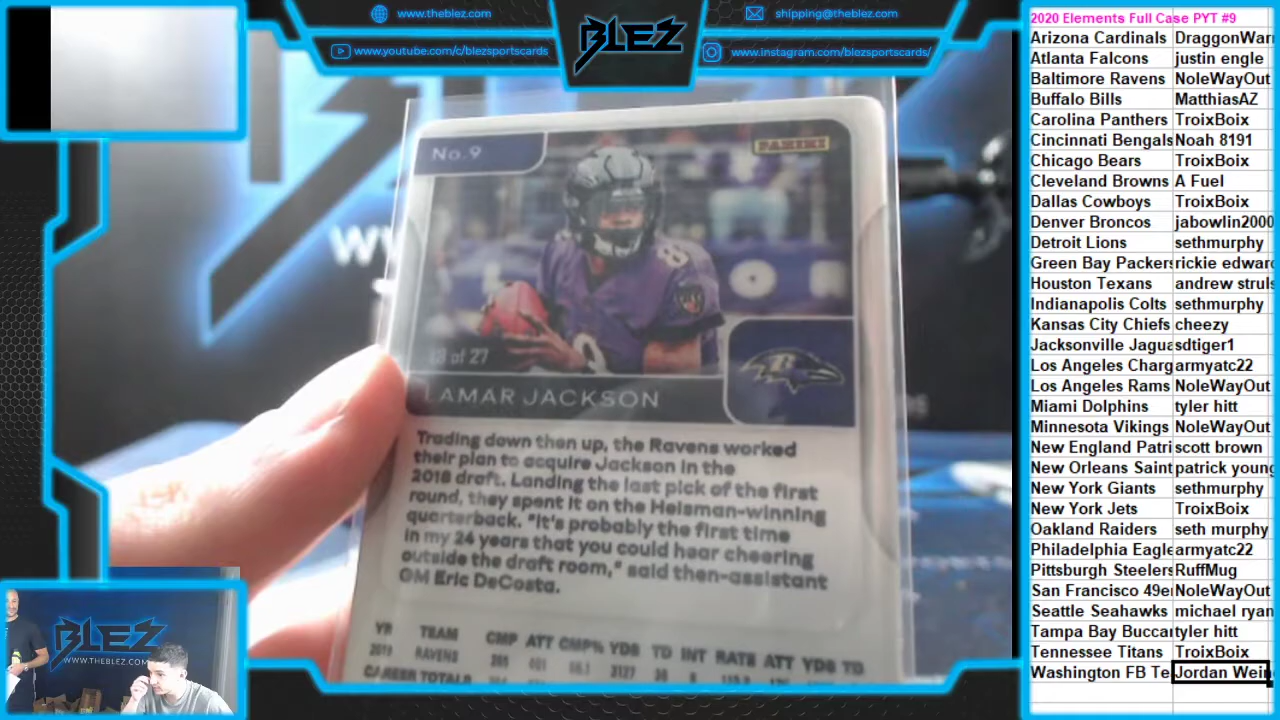 www.theblez.com
shipping@theblez.com
www.youtube.com/c/blezsportscards/
BLEZ
www.instagram.com/blezsportscards/
No.9
PANINI
of 27
LAMAR JACKSON
Trading down then up, the Ravens worked
their plan to acquire Jackson in the
2018 draft. Landing the last pick of the first
round, they spent it on the Heisman-winning
quarterback. "It's probably the first time
in my 24 years that you could hear cheering
outside the draft room," said then-assistant
GM Eric DeCosta.
YR TEAM CMP ATT CMP% YDS TD INT RATE ATT YDS TD
2019 RAVENS 3127 36
CAREER TOTALS
BLEZ
WWW.THEBLEZ.COM
2020 Elements Full Case PYT #9
Arizona Cardinals DraggonWarr
Atlanta Falcons justin engle
Baltimore Ravens NoleWayOut
Buffalo Bills MatthiasAZ
Carolina Panthers TroixBoix
Cincinnati Bengals Noah 8191
Chicago Bears TroixBoix
Cleveland Browns A Fuel
Dallas Cowboys TroixBoix
Denver Broncos jabowlin2000
Detroit Lions sethmurphy
Green Bay Packers rickie edward
Houston Texans andrew struls
Indianapolis Colts sethmurphy
Kansas City Chiefs cheezy
Jacksonville Jagua sdtiger1
Los Angeles Charg armyatc22
Los Angeles Rams NoleWayOut
Miami Dolphins tyler hitt
Minnesota Vikings NoleWayOut
New England Patri scott brown
New Orleans Saint patrick young
New York Giants sethmurphy
New York Jets TroixBoix
Oakland Raiders seth murphy
Philadelphia Eagle armyatc22
Pittsburgh Steelers RuffMug
San Francisco 49e NoleWayOut
Seattle Seahawks michael ryan
Tampa Bay Buccar tyler hitt
Tennessee Titans TroixBoix
Washington FB Te Jordan Wein